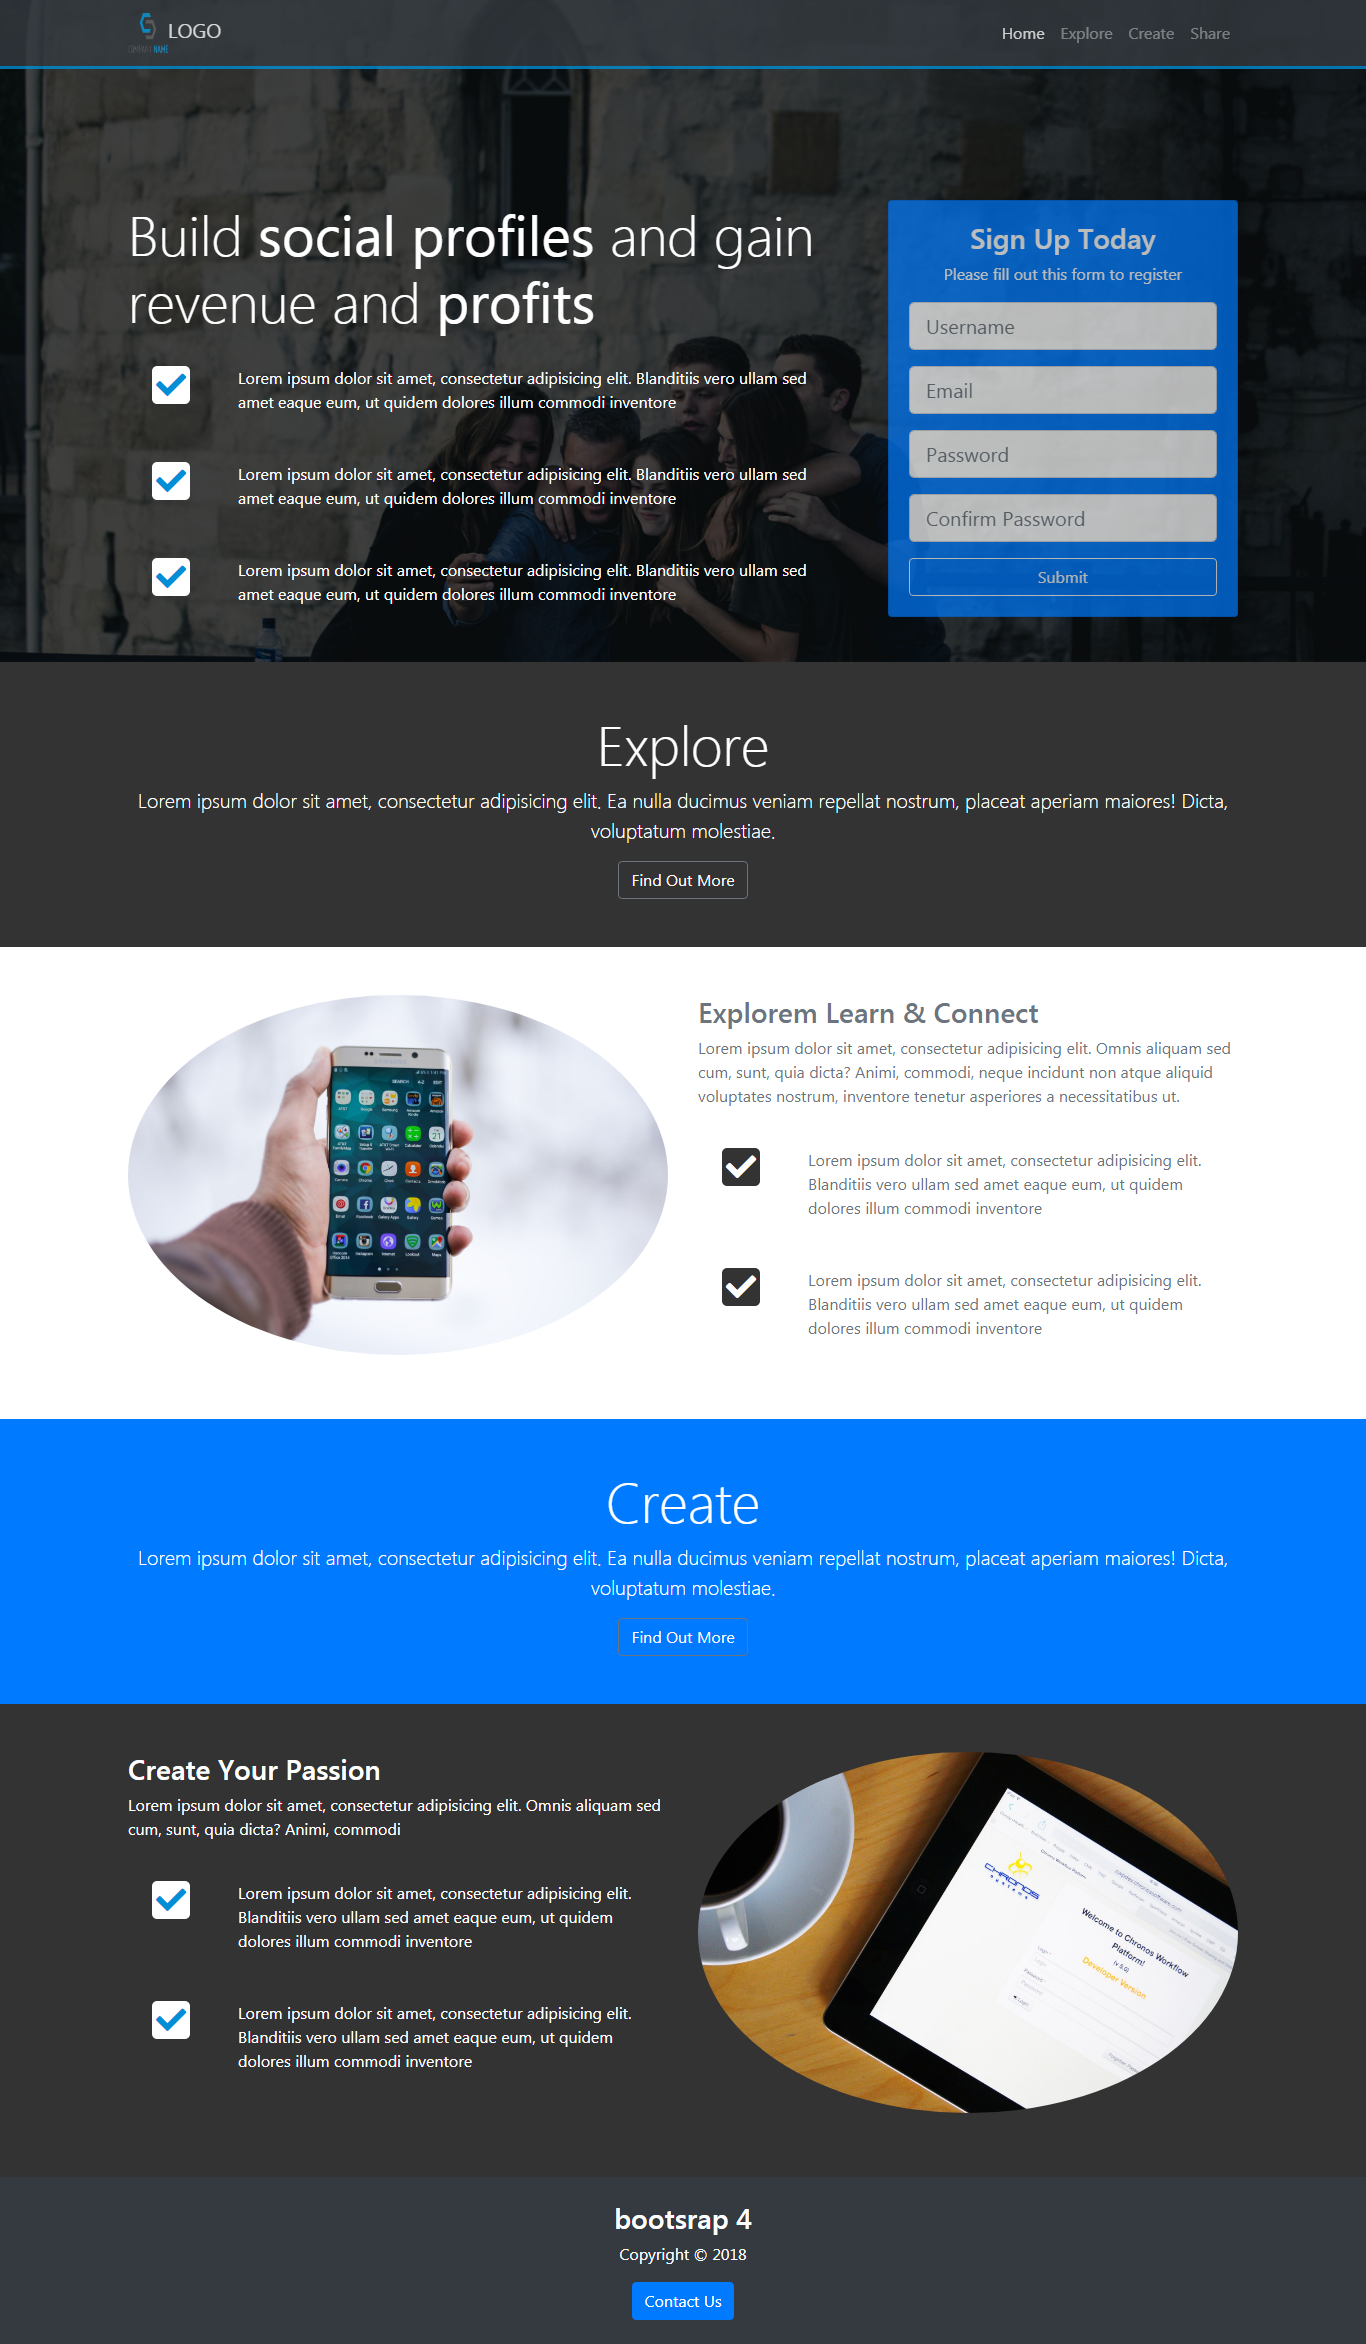 COMPANY NAME
LOGO
Home Explore Create Share
Build social profiles and gain
revenue and profits
Lorem ipsum dolor sit amet, consectetur adipisicing elit. Blanditiis vero ullam sed
amet eaque eum, ut quidem dolores illum commodi inventore
Lorem ipsum dolor sit amet, consectetur adipisicing elit. Blanditiis vero ullam sed
amet eaque eum, ut quidem dolores illum commodi inventore
Lorem ipsum dolor sit amet, consectetur adipisicing elit. Blanditiis vero ullam sed
amet eaque eum, ut quidem dolores illum commodi inventore
Sign Up Today
Please fill out this form to register
Username
Email
Password
Confirm Password
Submit
Explore
Lorem ipsum dolor sit amet, consectetur adipisicing elit. Ea nulla ducimus veniam repellat nostrum, placeat aperiam maiores! Dicta,
voluptatum molestiae.
Find Out More
SAMSUNG
Explorem Learn & Connect
Lorem ipsum dolor sit amet, consectetur adipisicing elit. Omnis aliquam sed
cum, sunt, quia dicta? Animi, commodi, neque incidunt non atque aliquid
voluptates nostrum, inventore tenetur asperiores a necessitatibus ut.
Lorem ipsum dolor sit amet, consectetur adipisicing elit.
Blanditiis vero ullam sed amet eaque eum, ut quidem
dolores illum commodi inventore
Lorem ipsum dolor sit amet, consectetur adipisicing elit.
Blanditiis vero ullam sed amet eaque eum, ut quidem
dolores illum commodi inventore
Create
Lorem ipsum dolor sit amet, consectetur adipisicing elit. Ea nulla ducimus veniam repellat nostrum, placeat aperiam maiores! Dicta,
voluptatum molestiae.
Find Out More
Create Your Passion
Lorem ipsum dolor sit amet, consectetur adipisicing elit. Omnis aliquam sed
cum, sunt, quia dicta? Animi, commodi
Lorem ipsum dolor sit amet, consectetur adipisicing elit.
Blanditiis vero ullam sed amet eaque eum, ut quidem
dolores illum commodi inventore
Lorem ipsum dolor sit amet, consectetur adipisicing elit.
Blanditiis vero ullam sed amet eaque eum, ut quidem
dolores illum commodi inventore
CHRONOS
SYSTEMS
Welcome to Chronos Workflow
Platform!
(v 5.0)
Developer Version
bootsrap 4
Copyright © 2018
Contact Us